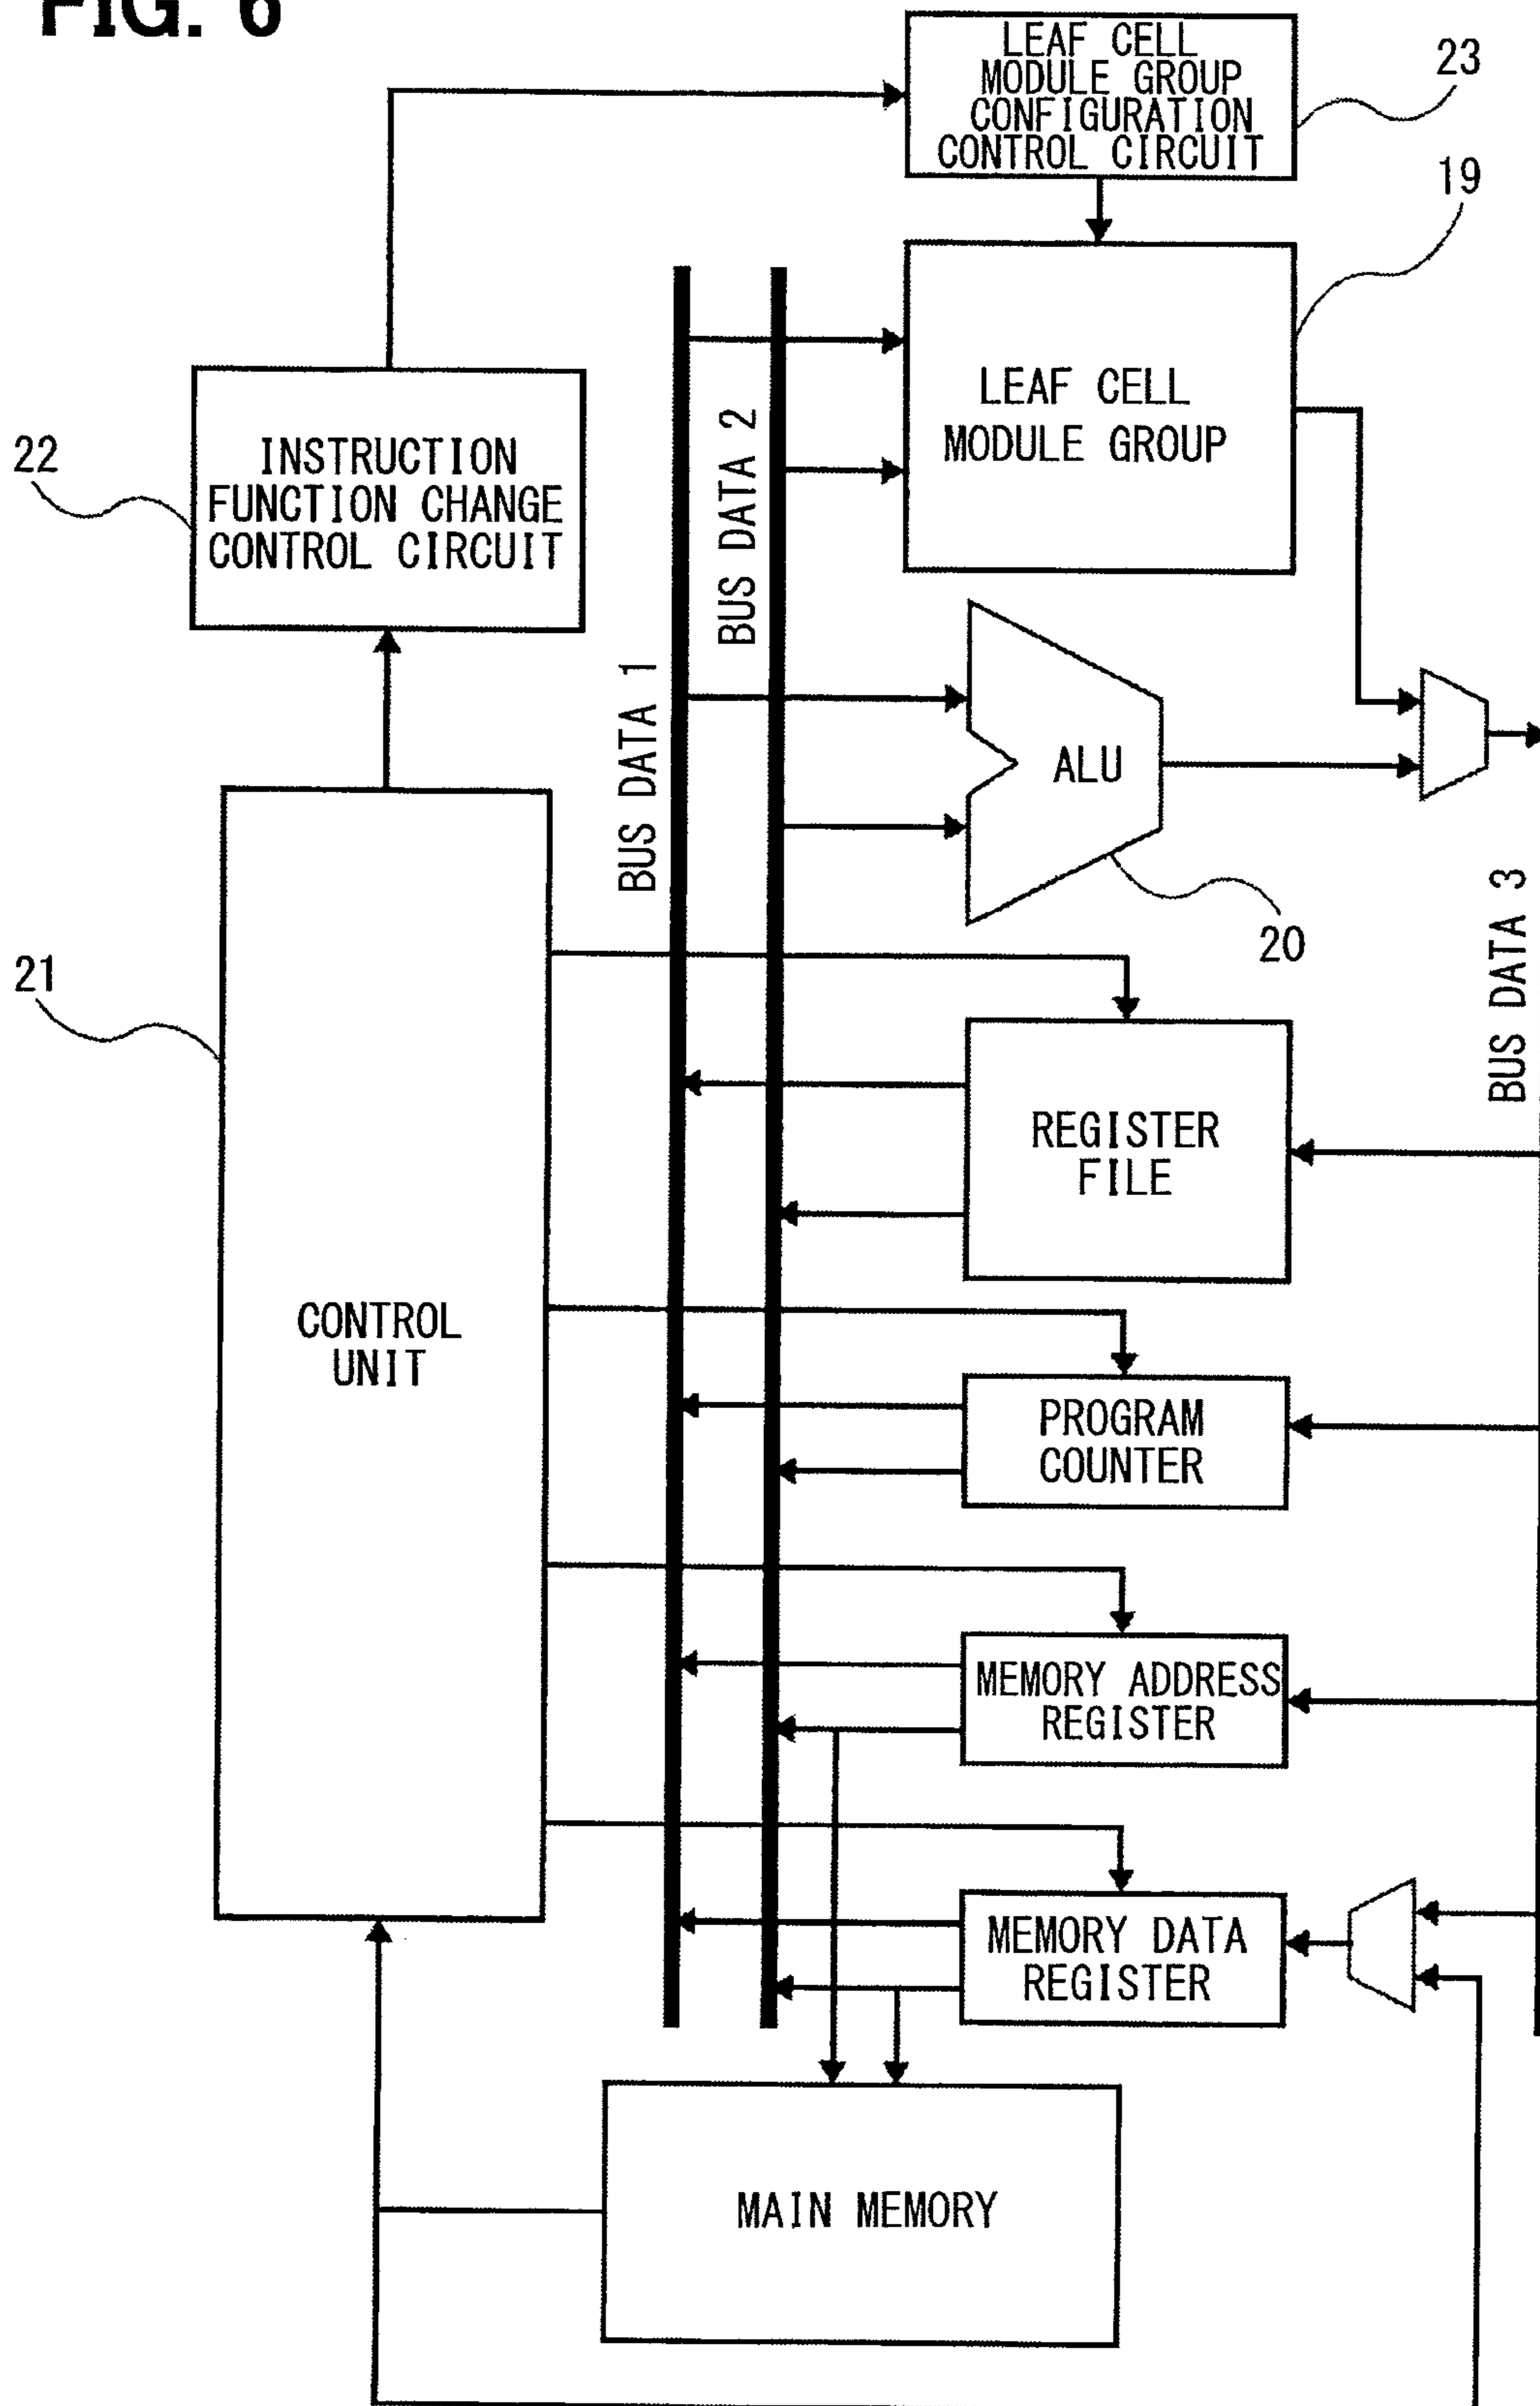 FIG. 6
LEAF CELL
MODULE GROUP
CONFIGURATION
CONTROL CIRCUIT
23
19
LEAF CELL
MODULE GROUP
22
INSTRUCTION
FUNCTION CHANGE
CONTROL CIRCUIT
BUS DATA 2
BUS DATA 1
ALU
20
BUS DATA 3
21
CONTROL
UNIT
REGISTER
FILE
PROGRAM
COUNTER
MEMORY ADDRESS
REGISTER
MEMORY DATA
REGISTER
MAIN MEMORY